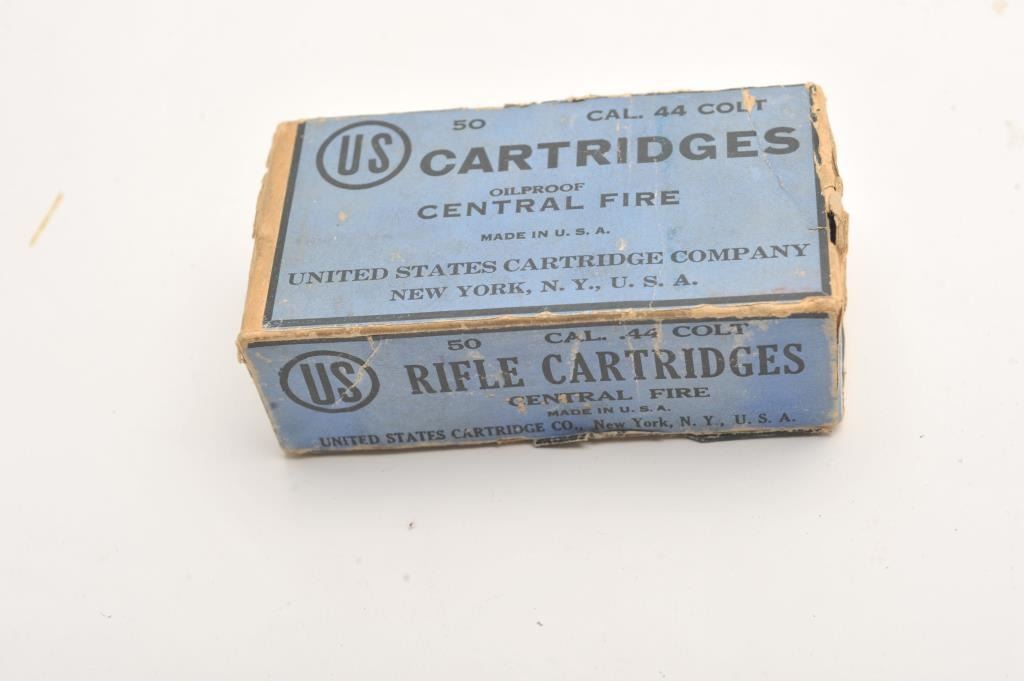 50 CAL. 44 COLT
US CARTRIDGES
OILPROOF
CENTRAL FIRE
MADE IN U. S. A.
UNITED STATES CARTRIDGE COMPANY
NEW YORK, N. Y., U. S. A.
50 CAL. .44 COLT
US RIFLE CARTRIDGES
CENTRAL FIRE
MADE IN U. S. A.
UNITED STATES CARTRIDGE CO., New York, N. Y., U. S. A.